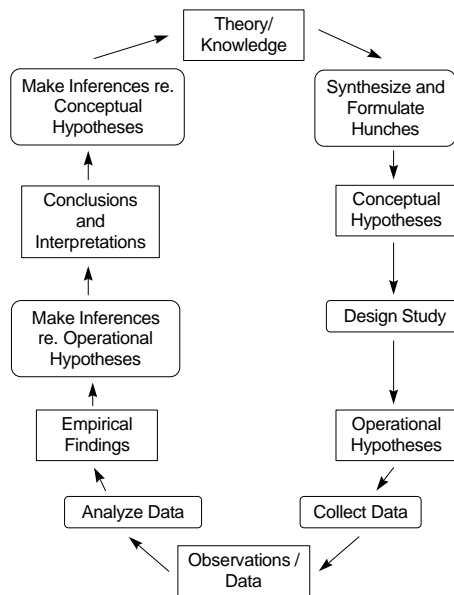 Theory/
Knowledge
Synthesize and
Formulate
Hunches
Conceptual
Hypotheses
Design Study
Operational
Hypotheses
Collect Data
Observations /
Data
Analyze Data
Empirical
Findings
Make Inferences
re. Operational
Hypotheses
Conclusions
and
Interpretations
Make Inferences re.
Conceptual
Hypotheses